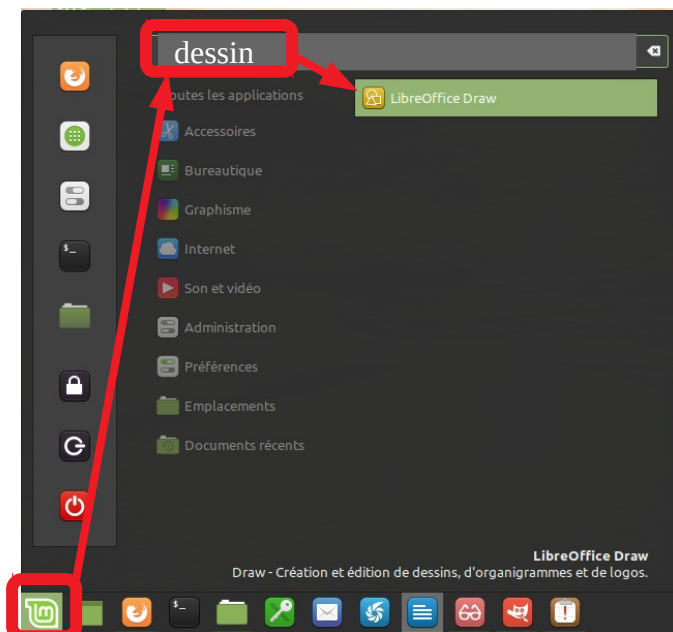 dessin
Toutes les applications
LibreOffice Draw
Accessoires
Bureautique
Graphisme
Internet
Son et vidéo
Administration
Préférences
Emplacements
Documents récents
LibreOffice Draw
Draw - Création et édition de dessins, d'organigrammes et de logos.